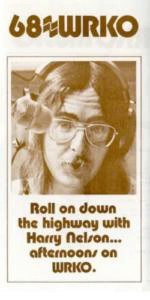 68 WRKO
Roll on down
the highway with
Harry Nelson...
afternoons on
WRKO.